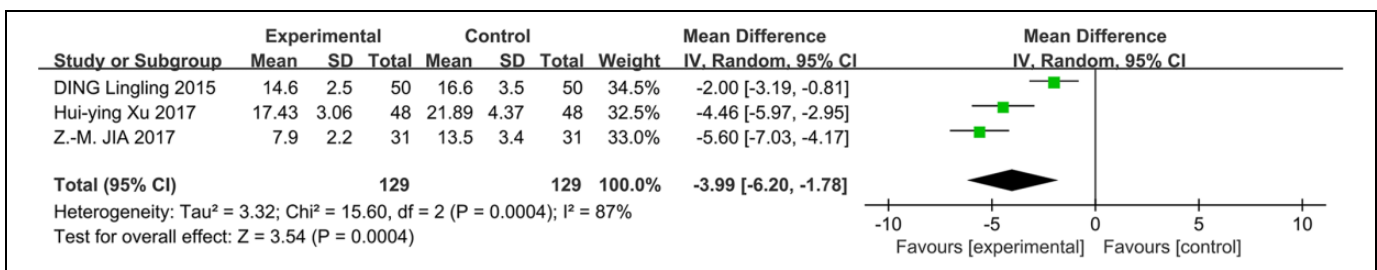 Experimental Control Mean Difference Mean Difference
Study or Subgroup Mean SD Total Mean SD Total Weight IV, Random, 95% CI IV, Random, 95% CI
DING Lingling 2015 14.6 2.5 50 16.6 3.5 50 34.5% -2.00 [-3.19, -0.81]
Hui-ying Xu 2017 17.43 3.06 48 21.89 4.37 48 32.5% -4.46 [-5.97, -2.95]
Z.-M. JIA 2017 7.9 2.2 31 13.5 3.4 31 33.0% -5.60 [-7.03, -4.17]
Total (95% CI) 129 129 100.0% -3.99 [-6.20, -1.78]
Heterogeneity: Tau² = 3.32; Chi² = 15.60, df = 2 (P = 0.0004); I² = 87%
Test for overall effect: Z = 3.54 (P = 0.0004)
-10 -5 0 5 10
Favours [experimental] Favours [control]